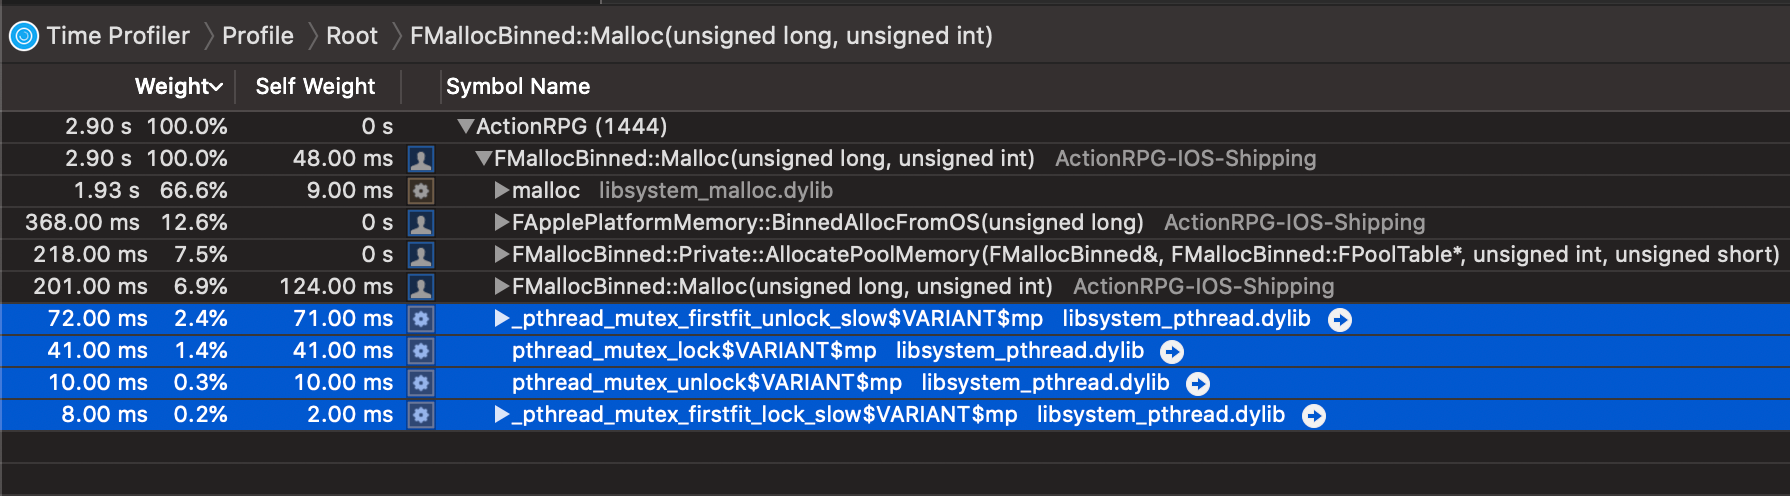 Time Profiler Profile Root FMallocBinned::Malloc(unsigned long, unsigned int)
Weight Self Weight Symbol Name
2.90 s 100.0% 0 s ActionRPG (1444)
2.90 s 100.0% 48.00 ms FMallocBinned::Malloc(unsigned long, unsigned int) ActionRPG-IOS-Shipping
1.93 s 66.6% 9.00 ms malloc libsystem_malloc.dylib
368.00 ms 12.6% 0 s FApplePlatformMemory::BinnedAllocFromOS(unsigned long) ActionRPG-IOS-Shipping
218.00 ms 7.5% 0 s FMallocBinned::Private::AllocatePoolMemory(FMallocBinned&, FMallocBinned::FPoolTable*, unsigned int, unsigned short)
201.00 ms 6.9% 124.00 ms FMallocBinned::Malloc(unsigned long, unsigned int) ActionRPG-IOS-Shipping
72.00 ms 2.4% 71.00 ms _pthread_mutex_firstfit_unlock_slow$VARIANT$mp libsystem_pthread.dylib
41.00 ms 1.4% 41.00 ms pthread_mutex_lock$VARIANT$mp libsystem_pthread.dylib
10.00 ms 0.3% 10.00 ms pthread_mutex_unlock$VARIANT$mp libsystem_pthread.dylib
8.00 ms 0.2% 2.00 ms _pthread_mutex_firstfit_lock_slow$VARIANT$mp libsystem_pthread.dylib